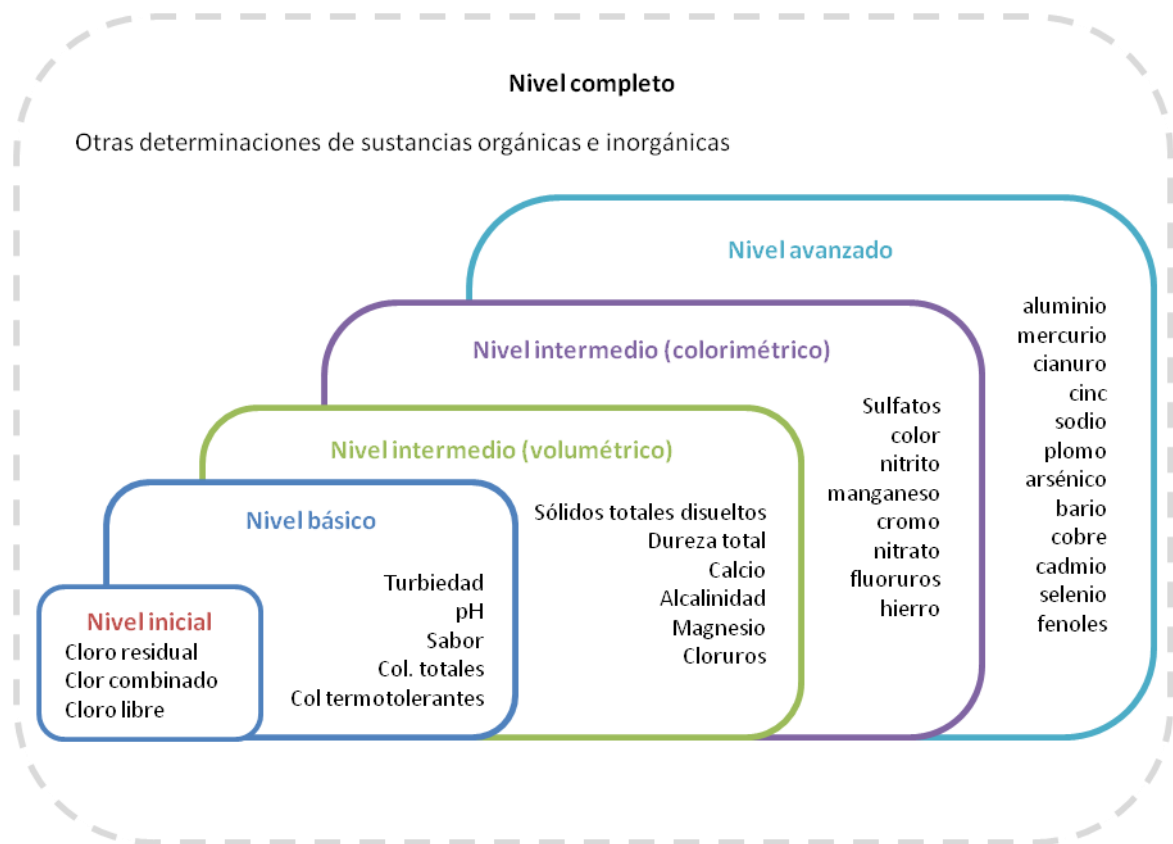 Nivel completo
Otras determinaciones de sustancias orgánicas e inorgánicas
Nivel avanzado
aluminio
mercurio
cianuro
cinc
sodio
plomo
arsénico
bario
cobre
cadmio
selenio
fenoles
Nivel intermedio (colorimétrico)
Sulfatos
color
nitrito
manganeso
cromo
nitrato
fluoruros
hierro
Nivel intermedio (volumétrico)
Sólidos totales disueltos
Dureza total
Calcio
Alcalinidad
Magnesio
Cloruros
Nivel básico
Turbiedad
pH
Sabor
Col. totales
Col termotolerantes
Nivel inicial
Cloro residual
Clor combinado
Cloro libre